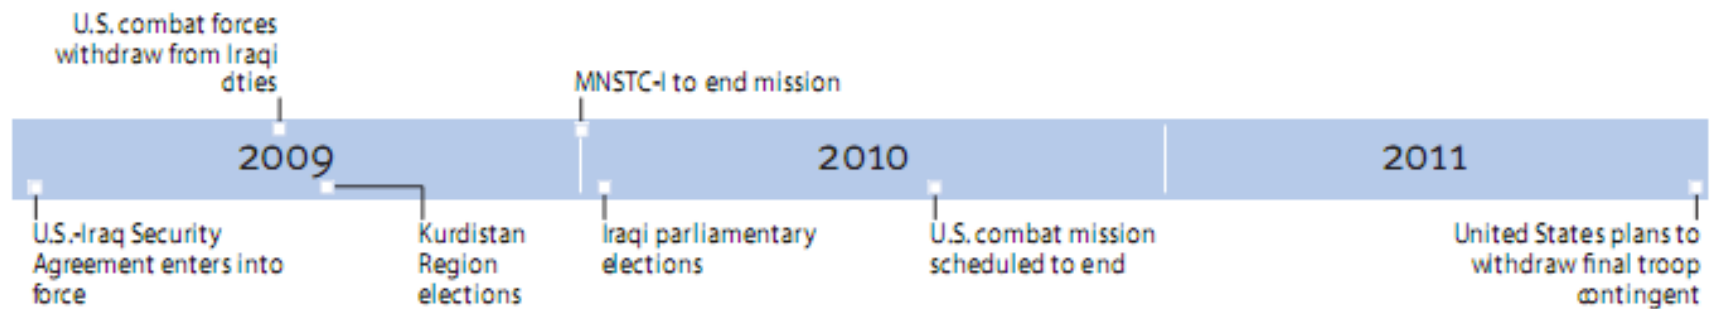 U.S. combat forces
withdraw from Iraqi
cities
MNSTC-I to end mission
2009
2010
2011
U.S.-Iraq Security
Agreement enters into
force
Kurdistan
Region
elections
Iraqi parliamentary
elections
U.S. combat mission
scheduled to end
United States plans to
withdraw final troop
contingent